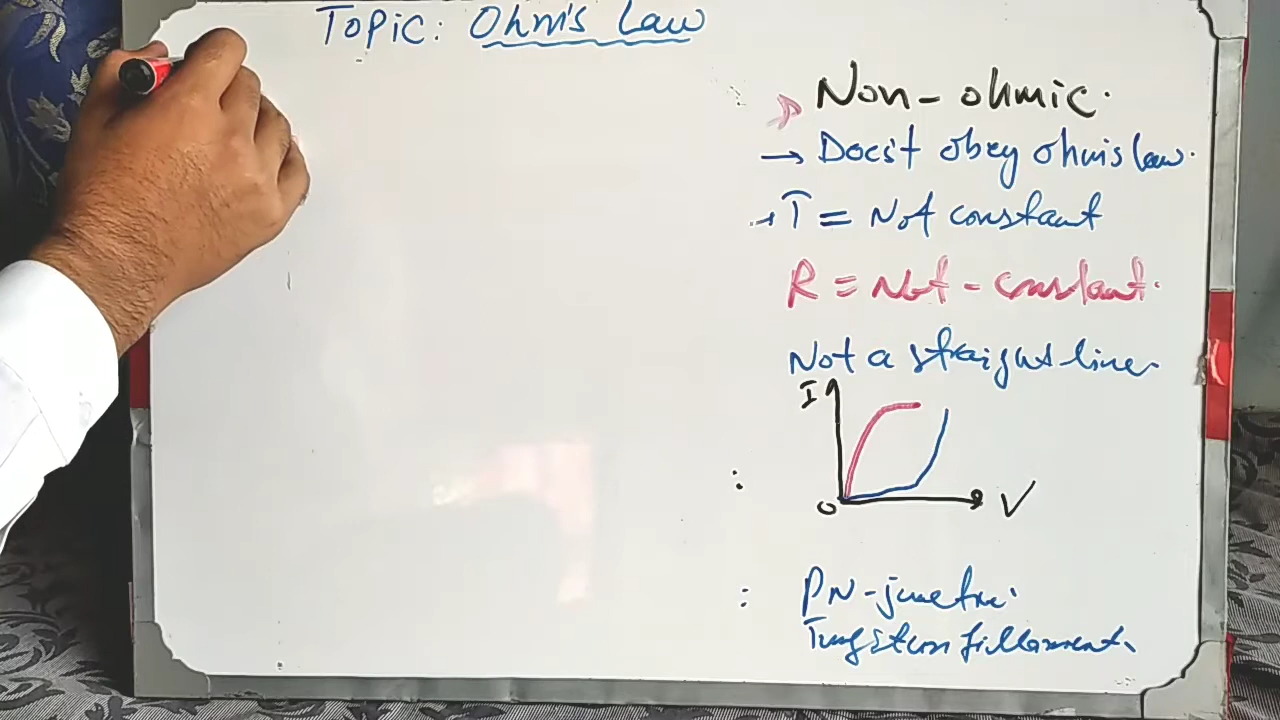 Topic: Ohm's Law
Non-ohmic.
→ Does't obey ohm's law.
→ T = Not constant
R = Not - constant.
Not a straight line
I
O
V
: PN-junction
Tungsten fillament